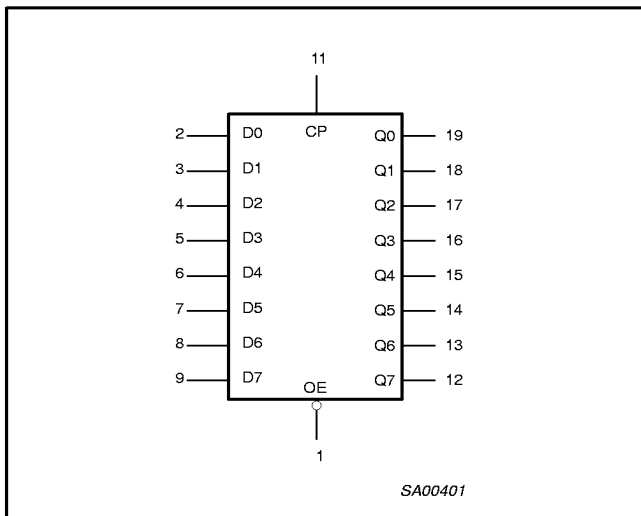 11
CP
2 D0 Q0 19
3 D1 Q1 18
4 D2 Q2 17
5 D3 Q3 16
6 D4 Q4 15
7 D5 Q5 14
8 D6 Q6 13
9 D7 Q7 12
OE
1
SA00401